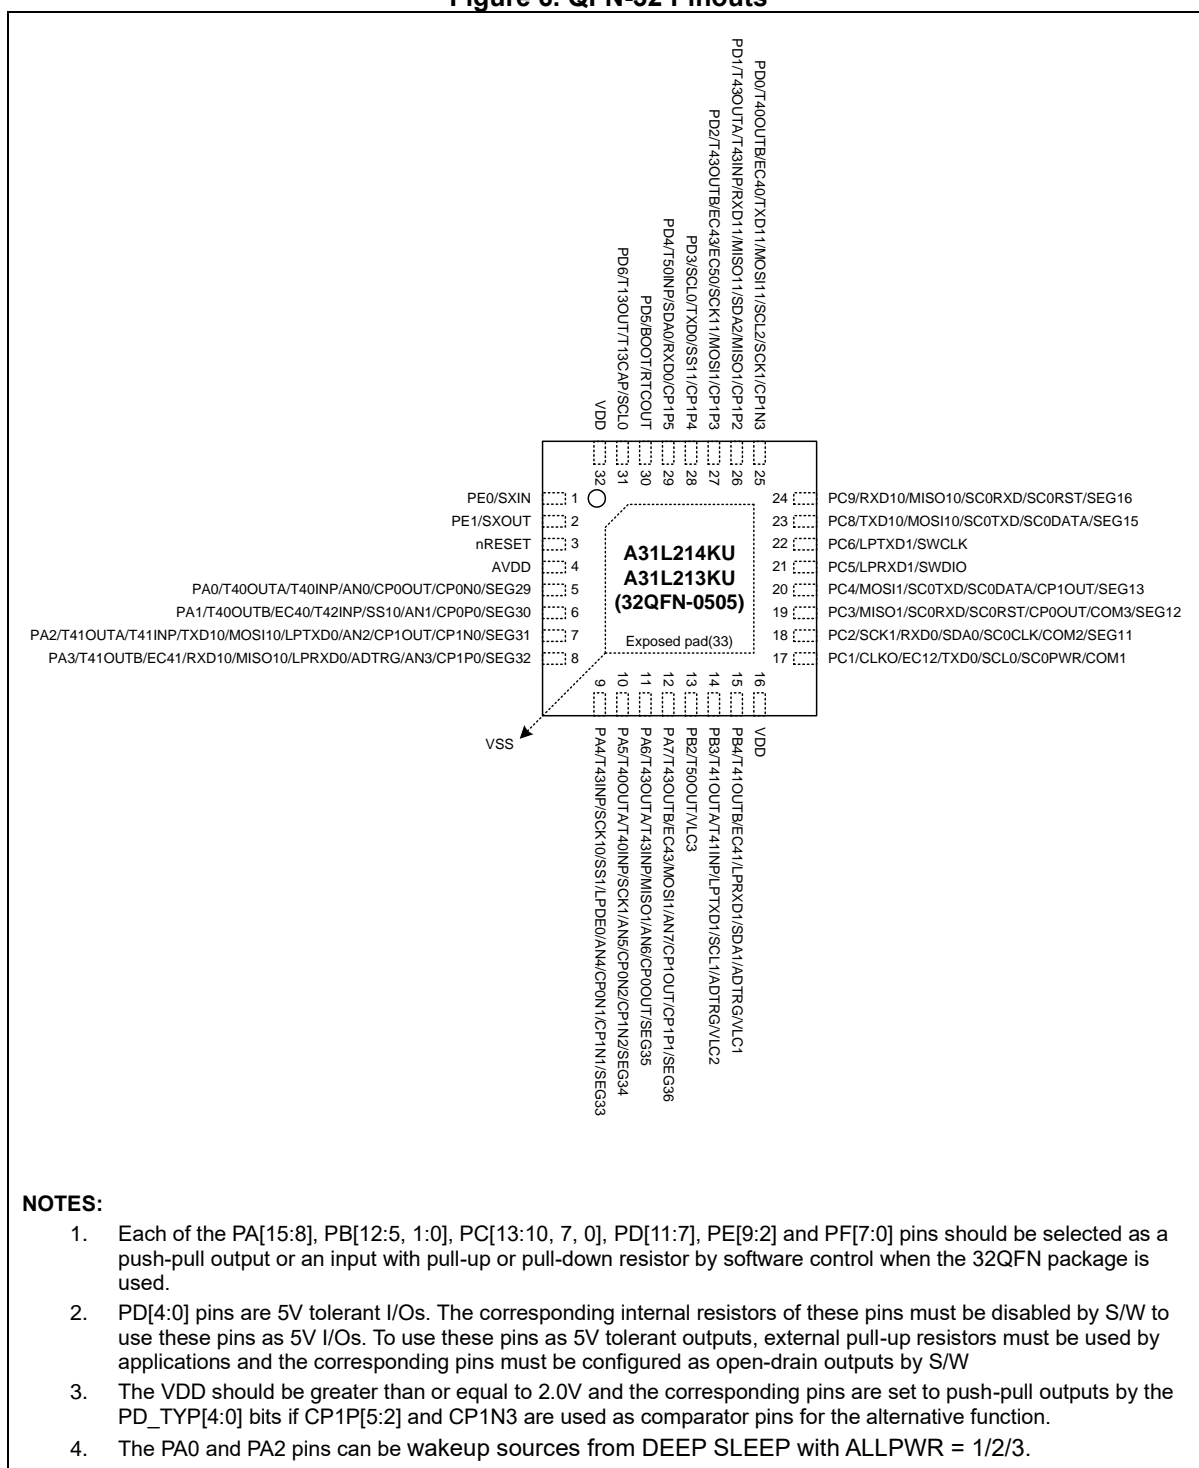 Figure 6. QFN-32 Pinouts
PD0/T40OUTB/EC40/TXD11/MOSI11/SCL2/SCK1/CP1N3
PD1/T43OUTA/T43INP/RXD11/MISO11/SDA2/MISO1/CP1P2
PD2/T43OUTB/EC43/EC50/SCK11/MOSI1/CP1P3
PD3/SCL0/TXD0/SS11/CP1P4
PD4/T50INP/SDA0/RXD0/CP1P5
PD5/BOOT/RTCOUT
PD6/T13OUT/T13CAP/SCL0
VDD
32 31 30 29 28 27 26 25
PE0/SXIN 1
PE1/SXOUT 2
nRESET 3
AVDD 4
PA0/T40OUTA/T40INP/AN0/CP0OUT/CP0N0/SEG29 5
PA1/T40OUTB/EC40/T42INP/SS10/AN1/CP0P0/SEG30 6
PA2/T41OUTA/T41INP/TXD10/MOSI10/LPTXD0/AN2/CP1OUT/CP1N0/SEG31 7
PA3/T41OUTB/EC41/RXD10/MISO10/LPRXD0/ADTRG/AN3/CP1P0/SEG32 8
A31L214KU
A31L213KU
(32QFN-0505)
Exposed pad(33)
24 PC9/RXD10/MISO10/SC0RXD/SC0RST/SEG16
23 PC8/TXD10/MOSI10/SC0TXD/SC0DATA/SEG15
22 PC6/LPTXD1/SWCLK
21 PC5/LPRXD1/SWDIO
20 PC4/MOSI1/SC0TXD/SC0DATA/CP1OUT/SEG13
19 PC3/MISO1/SC0RXD/SC0RST/CP0OUT/COM3/SEG12
18 PC2/SCK1/RXD0/SDA0/SC0CLK/COM2/SEG11
17 PC1/CLKO/EC12/TXD0/SCL0/SC0PWR/COM1
9 10 11 12 13 14 15 16
VSS
PA4/T43INP/SCK10/SS1/LPDE0/AN4/CP0N1/CP1N1/SEG33
PA5/T40OUTA/T40INP/SCK1/AN5/CP0N2/CP1N2/SEG34
PA6/T43OUTA/T43INP/MISO1/AN6/CP0OUT/SEG35
PA7/T43OUTB/EC43/MOSI1/AN7/CP1OUT/CP1P1/SEG36
PB2/T50OUT/VLC3
PB3/T41OUTA/T41INP/LPTXD1/SCL1/ADTRG/VLC2
PB4/T41OUTB/EC41/LPRXD1/SDA1/ADTRG/VLC1
VDD
NOTES:
1. Each of the PA[15:8], PB[12:5, 1:0], PC[13:10, 7, 0], PD[11:7], PE[9:2] and PF[7:0] pins should be selected as a
push-pull output or an input with pull-up or pull-down resistor by software control when the 32QFN package is
used.
2. PD[4:0] pins are 5V tolerant I/Os. The corresponding internal resistors of these pins must be disabled by S/W to
use these pins as 5V I/Os. To use these pins as 5V tolerant outputs, external pull-up resistors must be used by
applications and the corresponding pins must be configured as open-drain outputs by S/W
3. The VDD should be greater than or equal to 2.0V and the corresponding pins are set to push-pull outputs by the
PD_TYP[4:0] bits if CP1P[5:2] and CP1N3 are used as comparator pins for the alternative function.
4. The PA0 and PA2 pins can be wakeup sources from DEEP SLEEP with ALLPWR = 1/2/3.